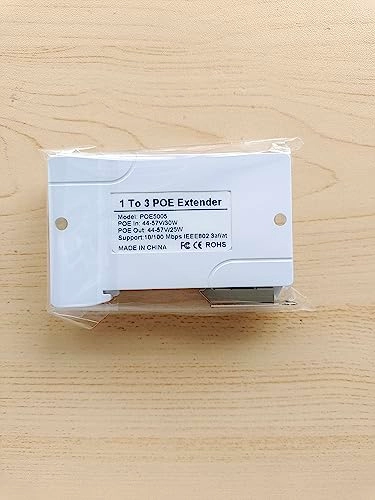 1 To 3 POE Extender
Model: POE5005
POE In: 44-57V/30W
POE Out: 44-57V/25W
Support 10/100 Mbps IEEE802.3af/at
MADE IN CHINA FC CE ROHS